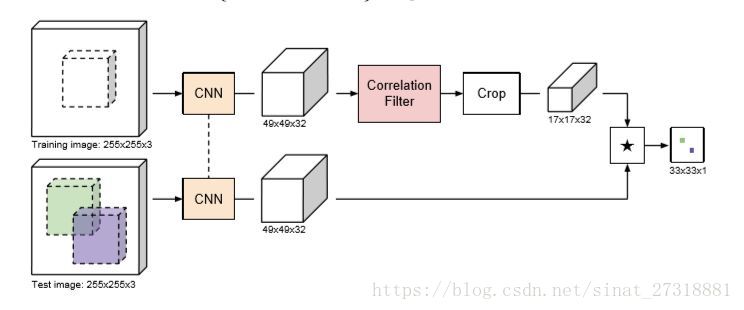 CNN
49x49x32
Correlation
Filter
Crop
17x17x32
Training image: 255x255x3
★
33x33x1
CNN
49x49x32
Test image: 255x255x3
https://blog.csdn.net/sinat_27318881